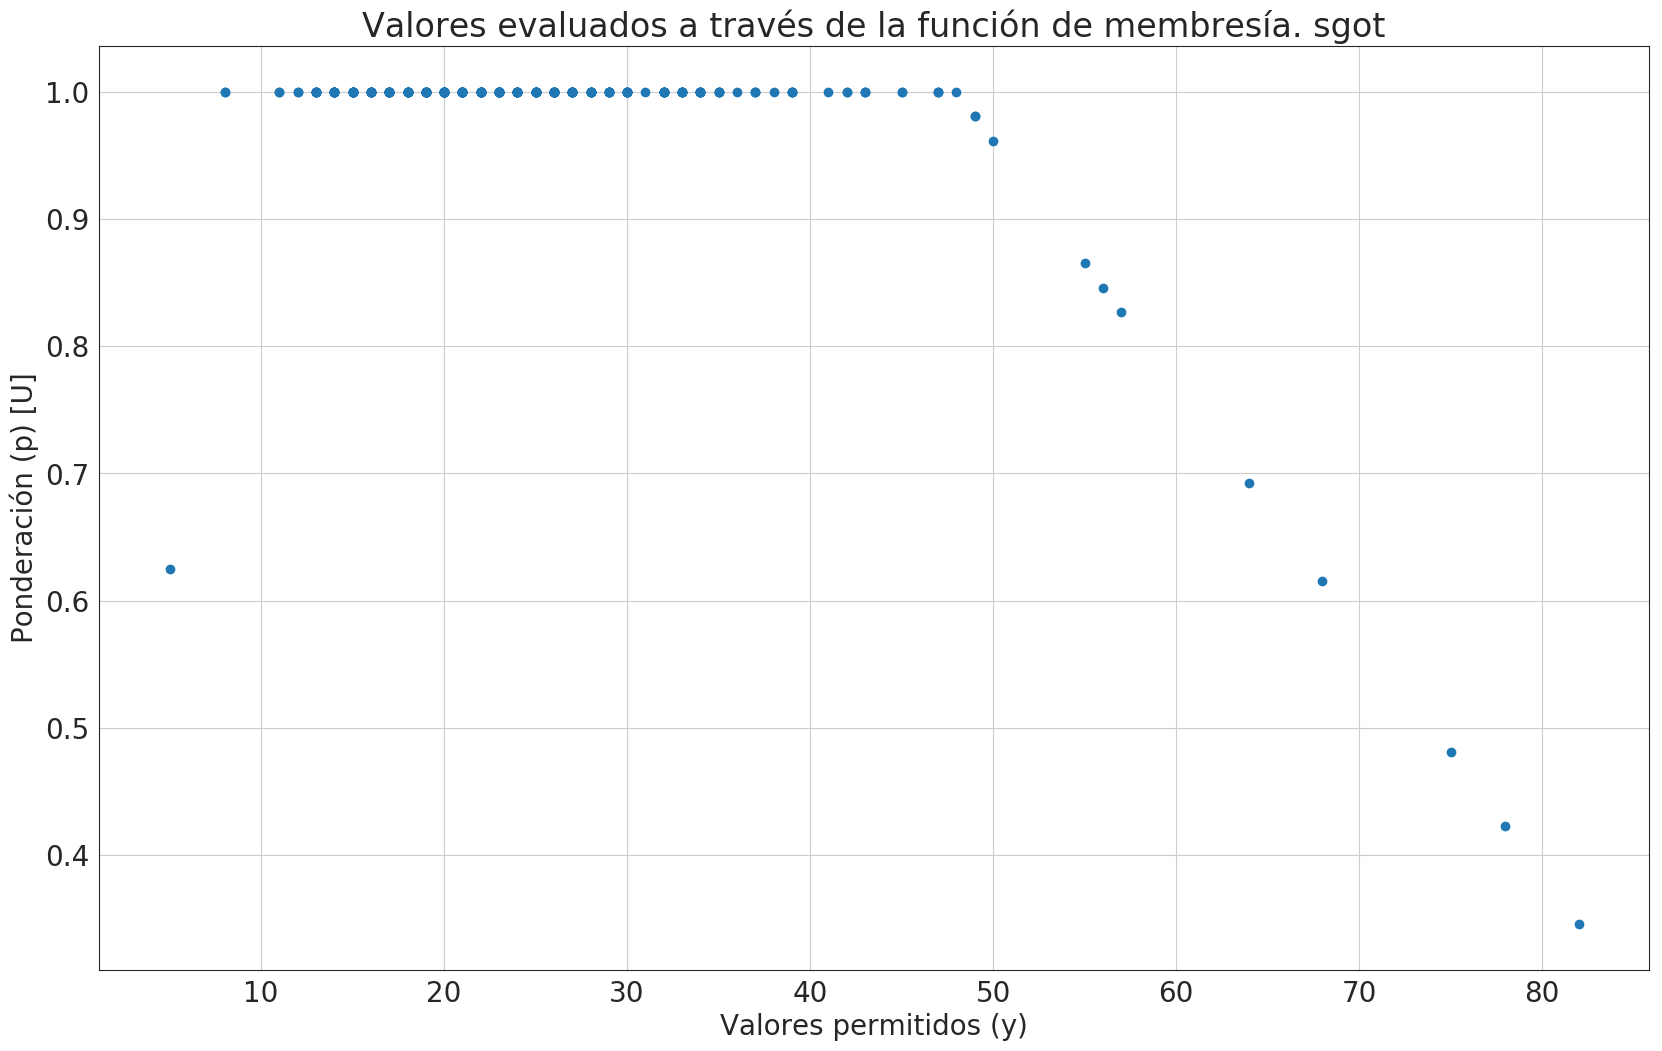 Valores evaluados a través de la función de membresía. sgot
1.0
0.9
0.8
0.7
0.6
0.5
0.4
Ponderación (p) [U]
10 20 30 40 50 60 70 80
Valores permitidos (y)